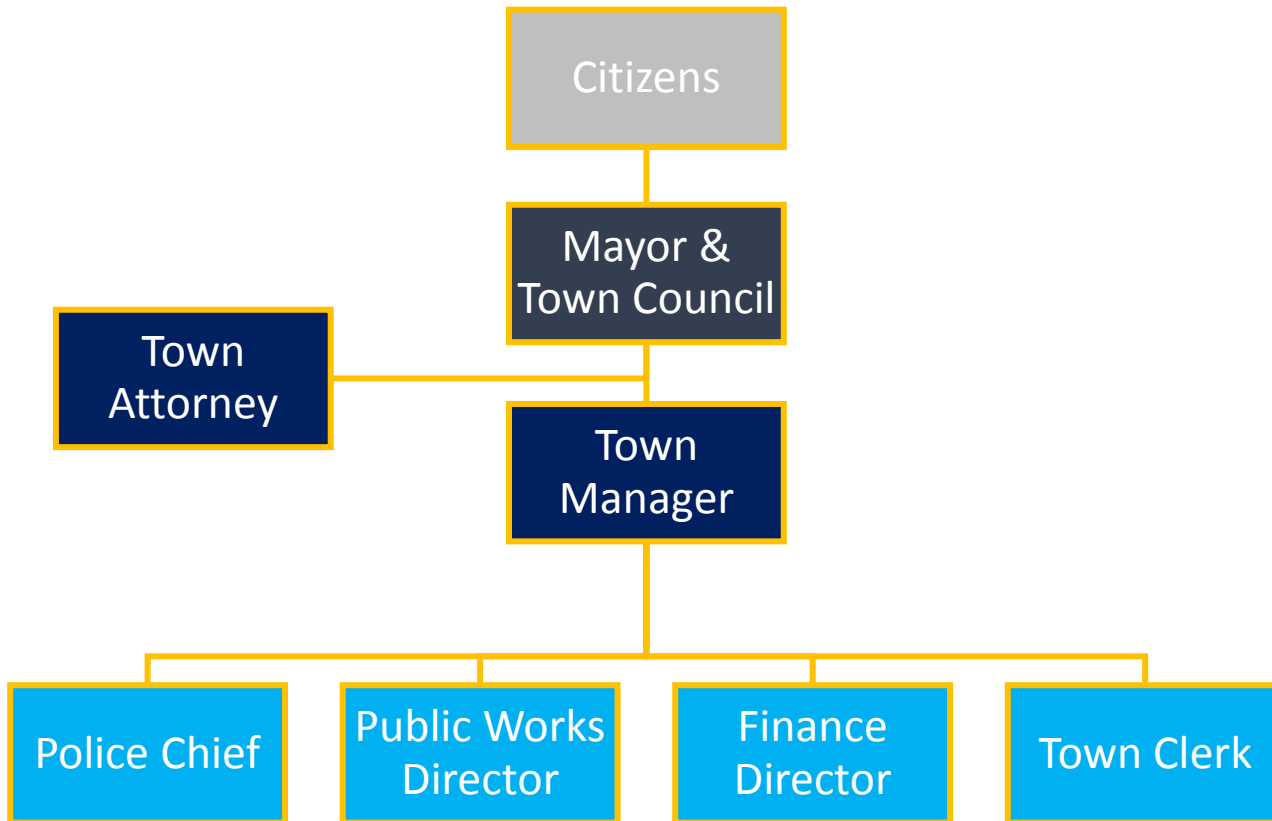 Citizens
Mayor &
Town Council
Town
Attorney
Town
Manager
Police Chief
Public Works
Director
Finance
Director
Town Clerk